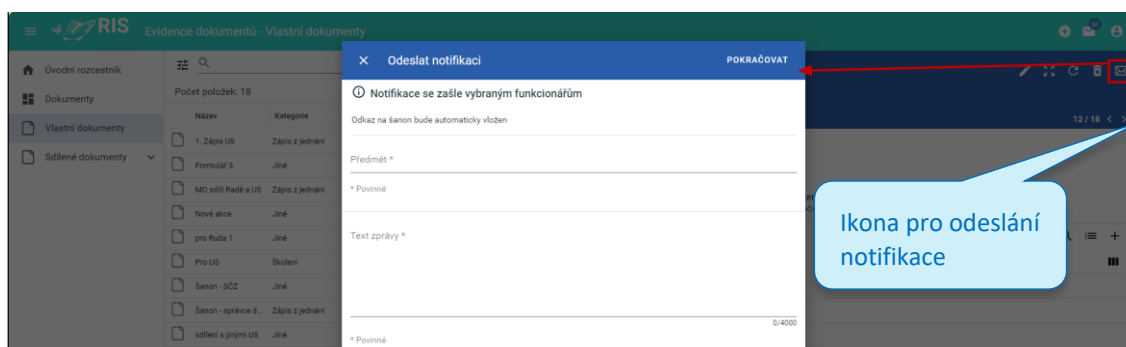 RIS Evidence dokumentů - Vlastní dokumenty
Úvodní rozcestník
Dokumenty
Vlastní dokumenty
Sdílené dokumenty
Počet položek: 18
Název Kategorie
1. Zápis US Zápis z jednání
Formulář 3 Jiné
MO sdílí Radě a US Zápis z jednání
Nové akce Jiné
pro Ruda 1 Jiné
Pro US Školení
Šanon - SČZ Jiné
Šanon - správce d... Zápis z jednání
sdílení s jinými US Jiné
Odeslat notifikaci POKRAČOVAT
Notifikace se zašle vybraným funkcionářům
Odkaz na šanon bude automaticky vložen
Předmět *
* Povinné
Text zprávy *
0/4000
* Povinné
12 / 18
Ikona pro odeslání
notifikace